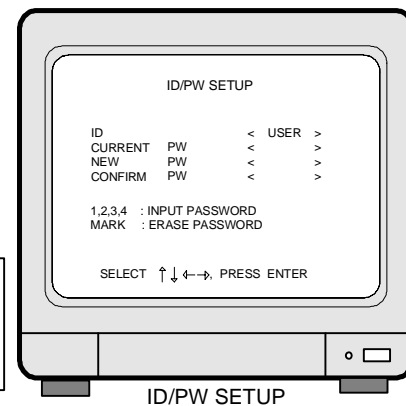 ID/PW SETUP
ID < USER >
CURRENT PW < >
NEW PW < >
CONFIRM PW < >
1,2,3,4 : INPUT PASSWORD
MARK : ERASE PASSWORD
SELECT ↑↓←→, PRESS ENTER
ID/PW SETUP